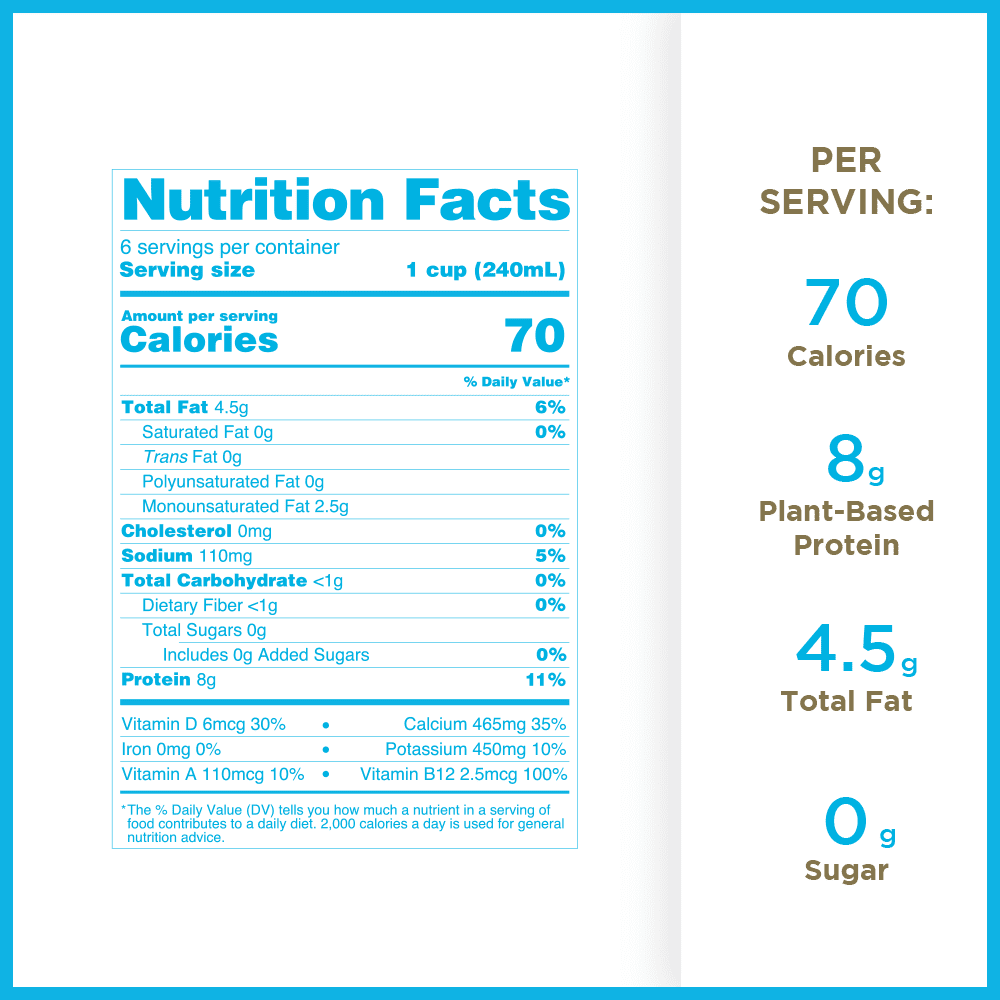 Nutrition Facts
6 servings per container
Serving size 1 cup (240mL)
Amount per serving
Calories 70
% Daily Value*
Total Fat 4.5g 6%
Saturated Fat 0g 0%
Trans Fat 0g
Polyunsaturated Fat 0g
Monounsaturated Fat 2.5g
Cholesterol 0mg 0%
Sodium 110mg 5%
Total Carbohydrate <1g 0%
Dietary Fiber <1g 0%
Total Sugars 0g
Includes 0g Added Sugars 0%
Protein 8g 11%
Vitamin D 6mcg 30% • Calcium 465mg 35%
Iron 0mg 0% • Potassium 450mg 10%
Vitamin A 110mcg 10% • Vitamin B12 2.5mcg 100%
*The % Daily Value (DV) tells you how much a nutrient in a serving of
food contributes to a daily diet. 2,000 calories a day is used for general
nutrition advice.
PER
SERVING:
70
Calories
8g
Plant-Based
Protein
4.5g
Total Fat
0g
Sugar